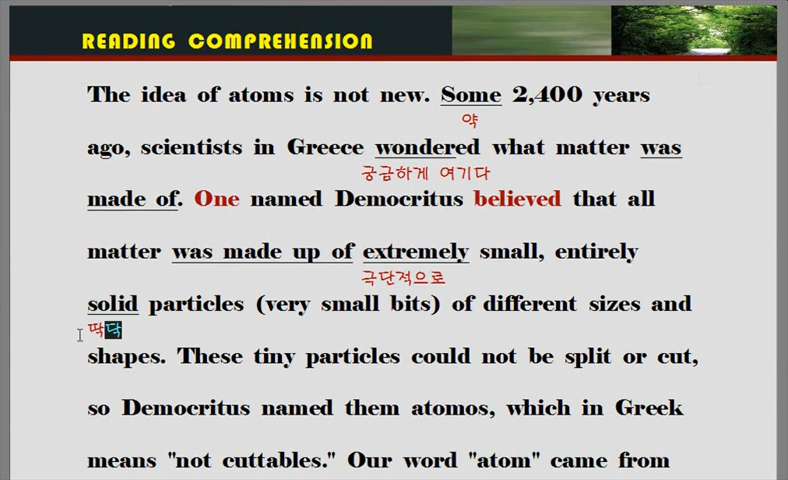 READING COMPREHENSION
The idea of atoms is not new. Some 2,400 years
약
ago, scientists in Greece wondered what matter was
궁금하게 여기다
made of. One named Democritus believed that all
matter was made up of extremely small, entirely
극단적으로
solid particles (very small bits) of different sizes and
딱닥
shapes. These tiny particles could not be split or cut,
so Democritus named them atomos, which in Greek
means "not cuttables." Our word "atom" came from